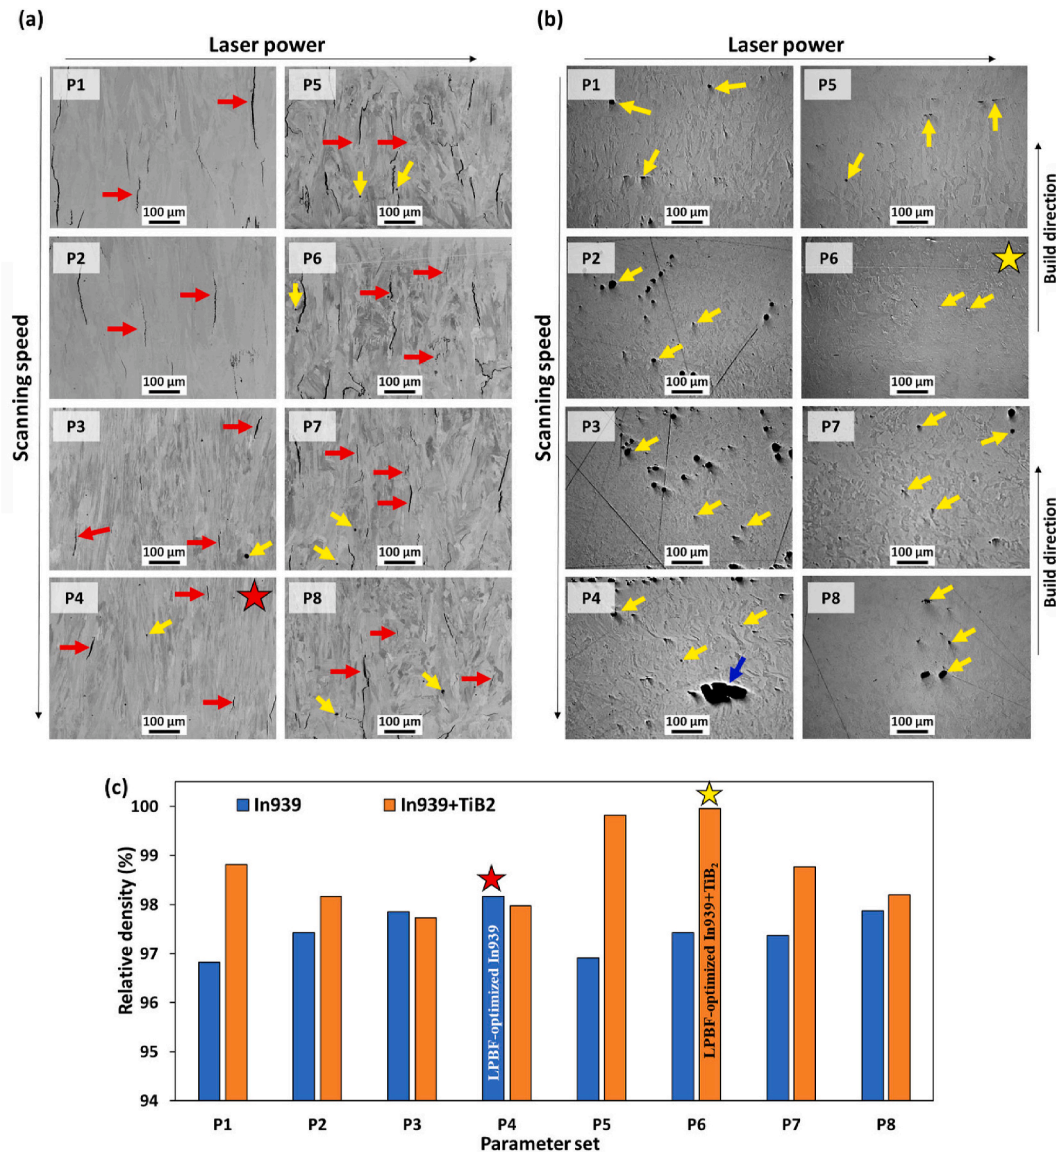 (a)
Laser power
Scanning speed
P1
100 µm
P5
100 µm
P2
100 µm
P6
100 µm
P3
100 µm
P7
100 µm
P4
100 µm
P8
100 µm
(b)
Laser power
Scanning speed
P1
100 µm
P5
100 µm
P2
100 µm
P6
100 µm
P3
100 µm
P7
100 µm
P4
100 µm
P8
100 µm
Build direction
Build direction
(c)
In939
In939+TiB2
Relative density (%)
100
99
98
97
96
95
94
LPBF-optimized In939
LPBF-optimized In939+TiB₂
P1 P2 P3 P4 P5 P6 P7 P8
Parameter set